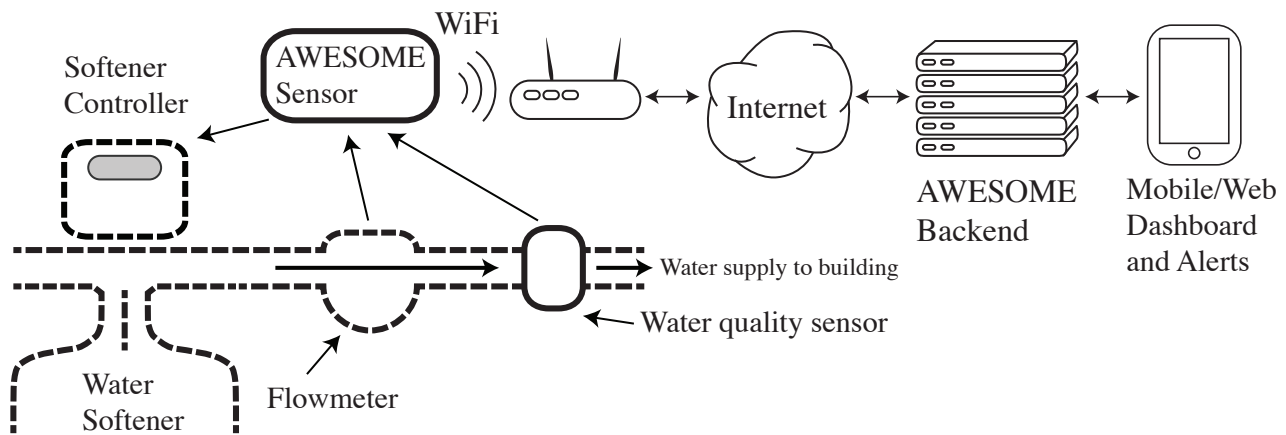 WiFi
Softener
Controller
AWESOME
Sensor
Internet
AWESOME
Backend
Mobile/Web
Dashboard
and Alerts
Water supply to building
Water quality sensor
Flowmeter
Water
Softener